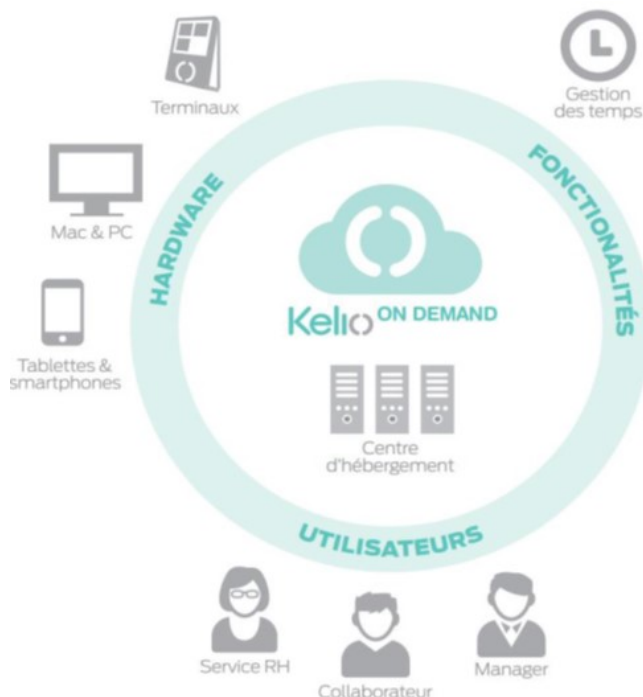 Terminaux
Gestion
des temps
Mac & PC
HARDWARE
FONCTIONALITÉS
Kelio ON DEMAND
Tablettes &
smartphones
Centre
d'hébergement
UTILISATEURS
Service RH
Collaborateur
Manager